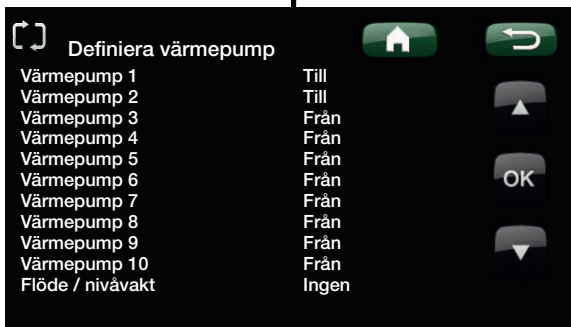 Definiera värmepump
Värmepump 1 Till
Värmepump 2 Till
Värmepump 3 Från
Värmepump 4 Från
Värmepump 5 Från
Värmepump 6 Från
Värmepump 7 Från
Värmepump 8 Från
Värmepump 9 Från
Värmepump 10 Från
Flöde / nivåvakt Ingen
OK